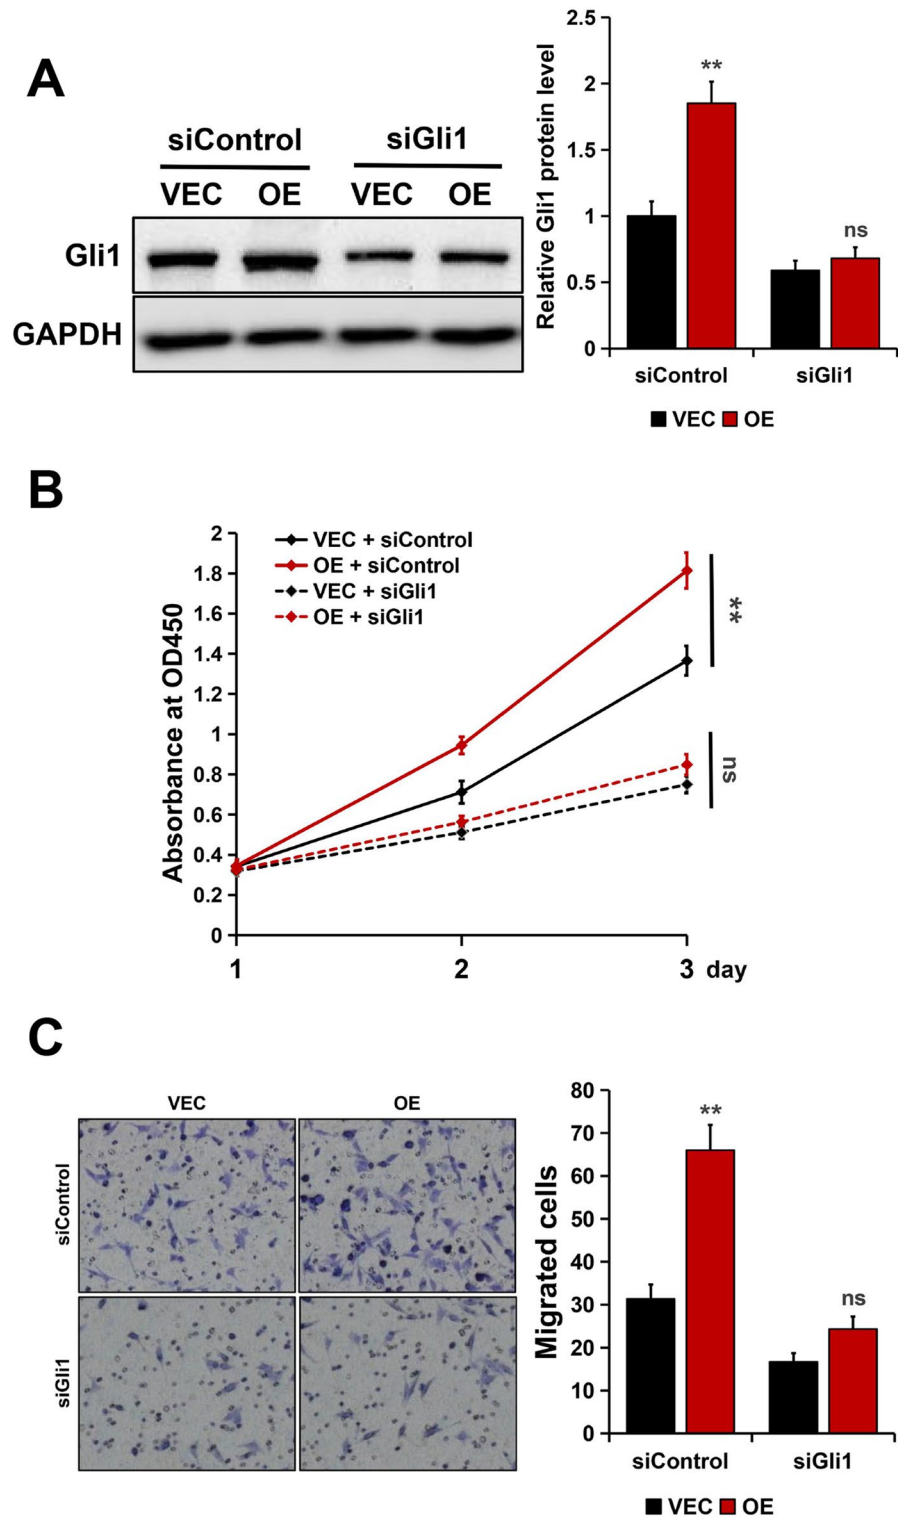 A
siControl siGli1
VEC OE VEC OE
Gli1
GAPDH
Relative Gli1 protein level
2.5
2
1.5
1
0.5
0
**
ns
siControl siGli1
VEC OE
B
Absorbance at OD450
2
1.8
1.6
1.4
1.2
1
0.8
0.6
0.4
0.2
0
VEC + siControl
OE + siControl
VEC + siGli1
OE + siGli1
**
ns
1 2 3 day
C
VEC OE
siControl
siGli1
Migrated cells
80
70
60
50
40
30
20
10
0
**
ns
siControl siGli1
VEC OE